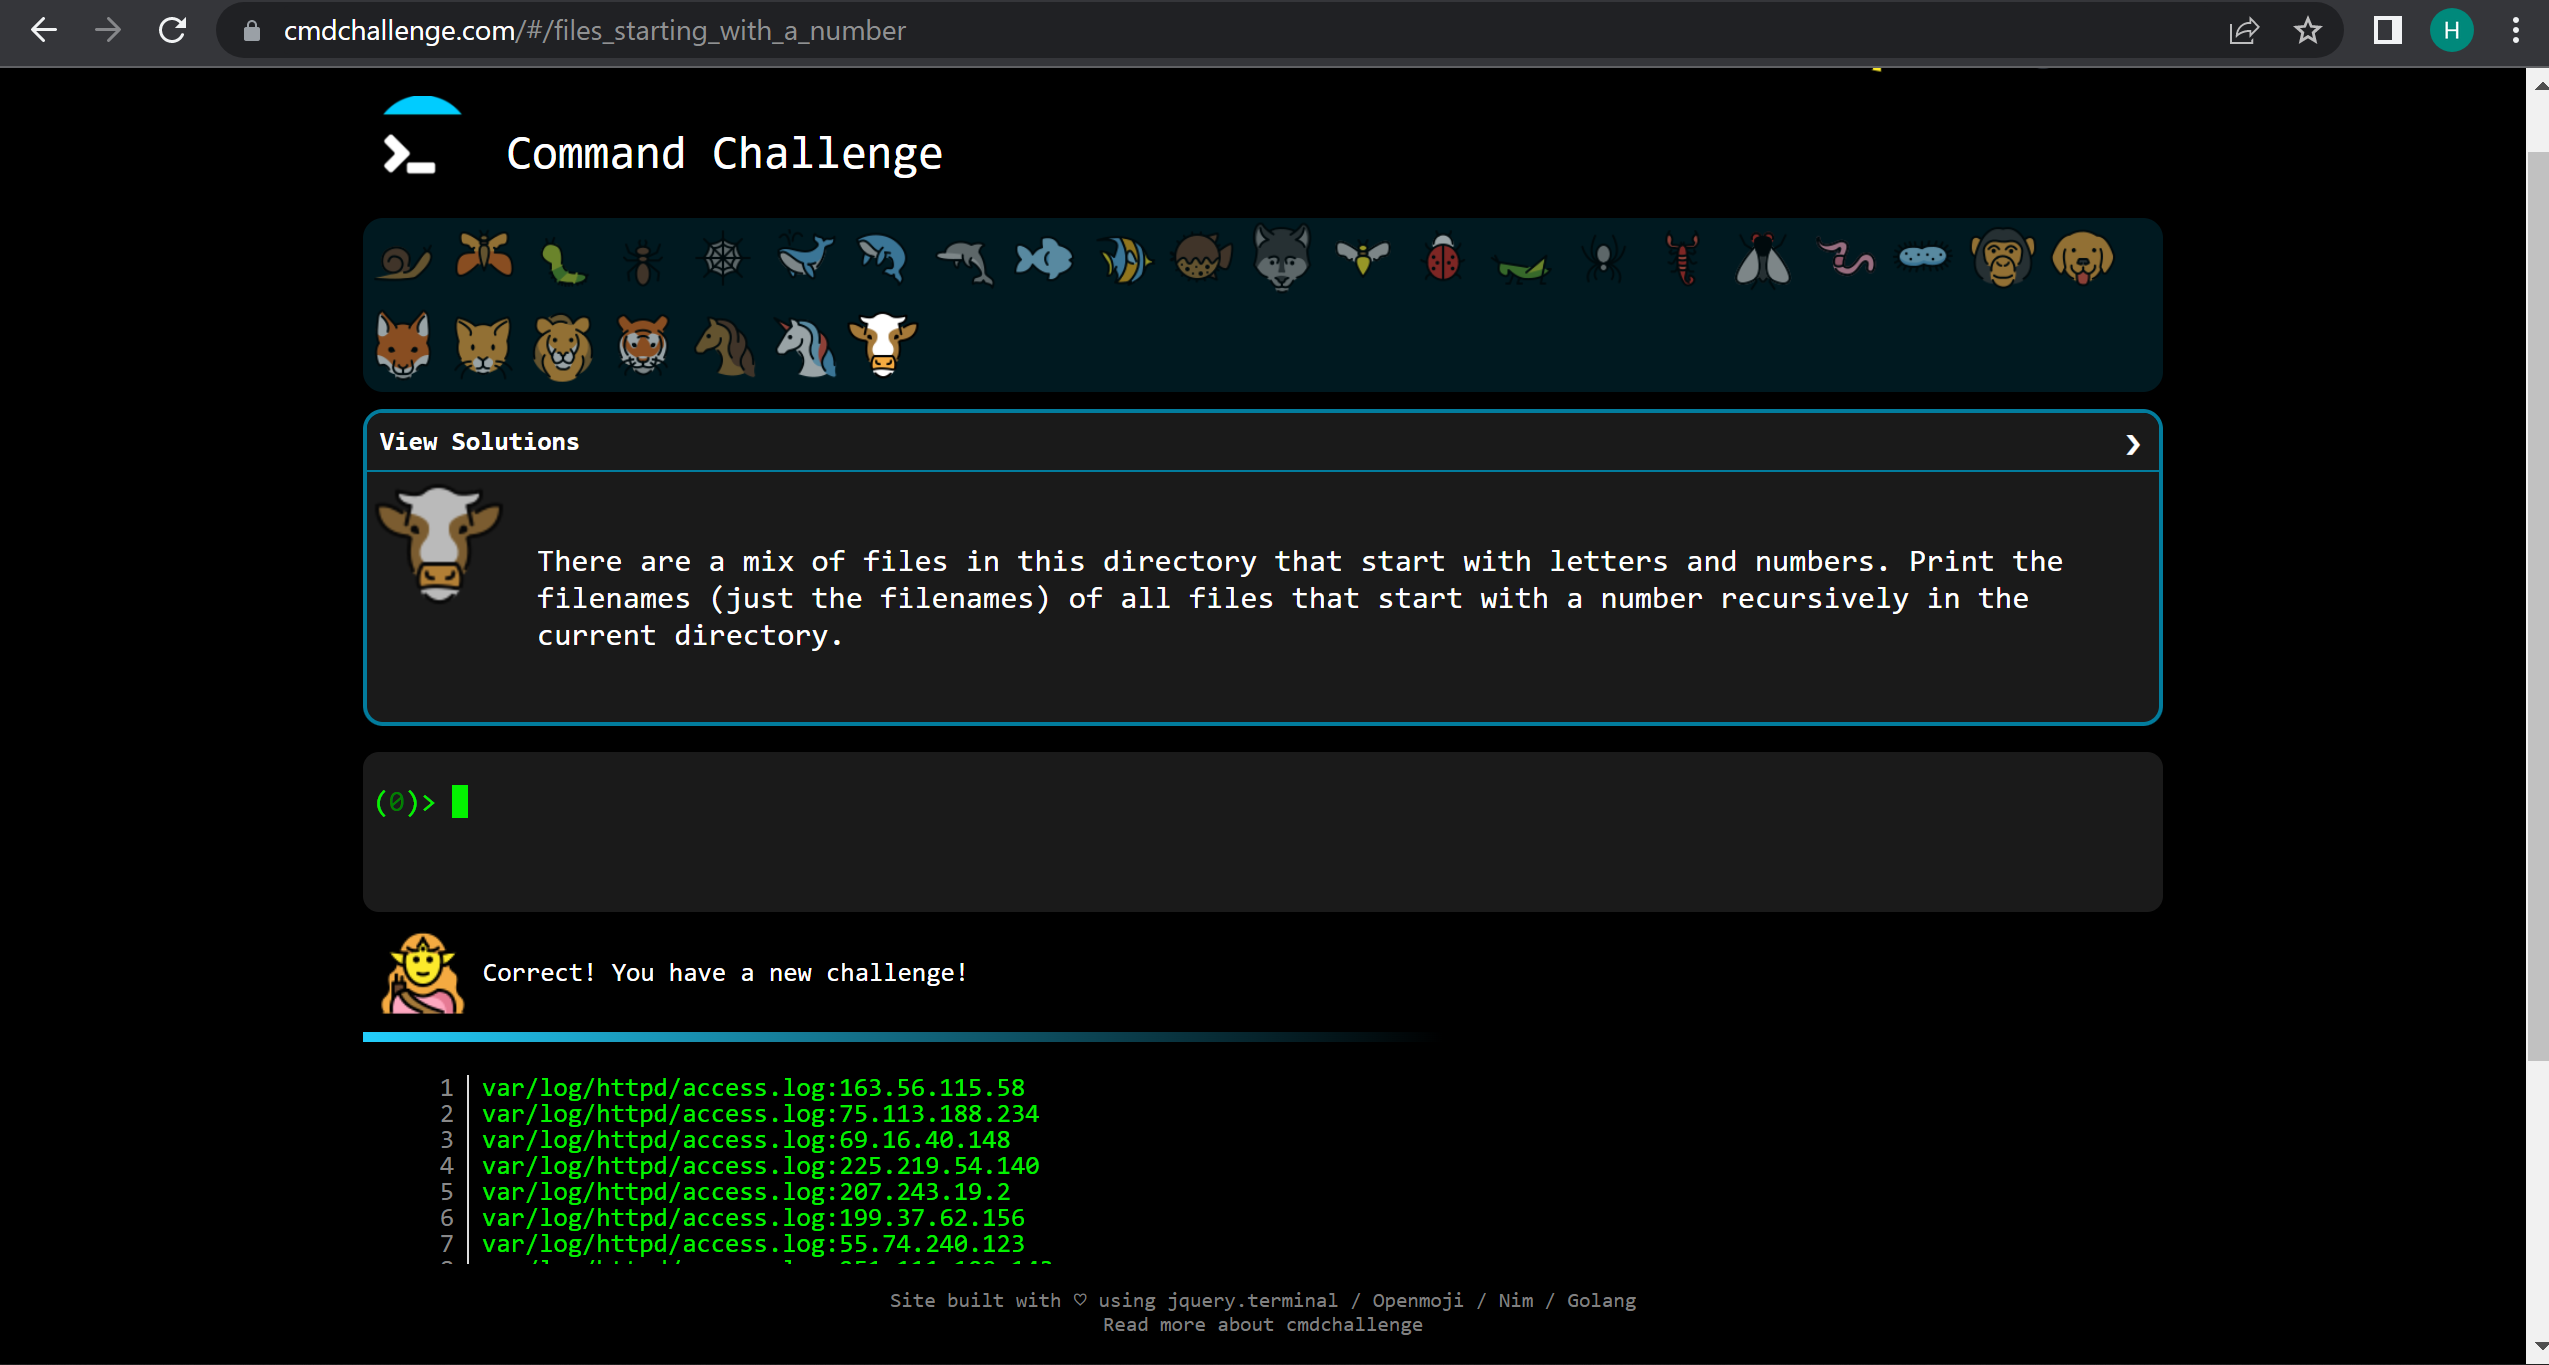 cmdchallenge.com/#/files_starting_with_a_number
H
Command Challenge
View Solutions
There are a mix of files in this directory that start with letters and numbers. Print the
filenames (just the filenames) of all files that start with a number recursively in the
current directory.
(0)>
Correct! You have a new challenge!
1 var/log/httpd/access.log:163.56.115.58
2 var/log/httpd/access.log:75.113.188.234
3 var/log/httpd/access.log:69.16.40.148
4 var/log/httpd/access.log:225.219.54.140
5 var/log/httpd/access.log:207.243.19.2
6 var/log/httpd/access.log:199.37.62.156
7 var/log/httpd/access.log:55.74.240.123
Site built with ♡ using jquery.terminal / Openmoji / Nim / Golang
Read more about cmdchallenge